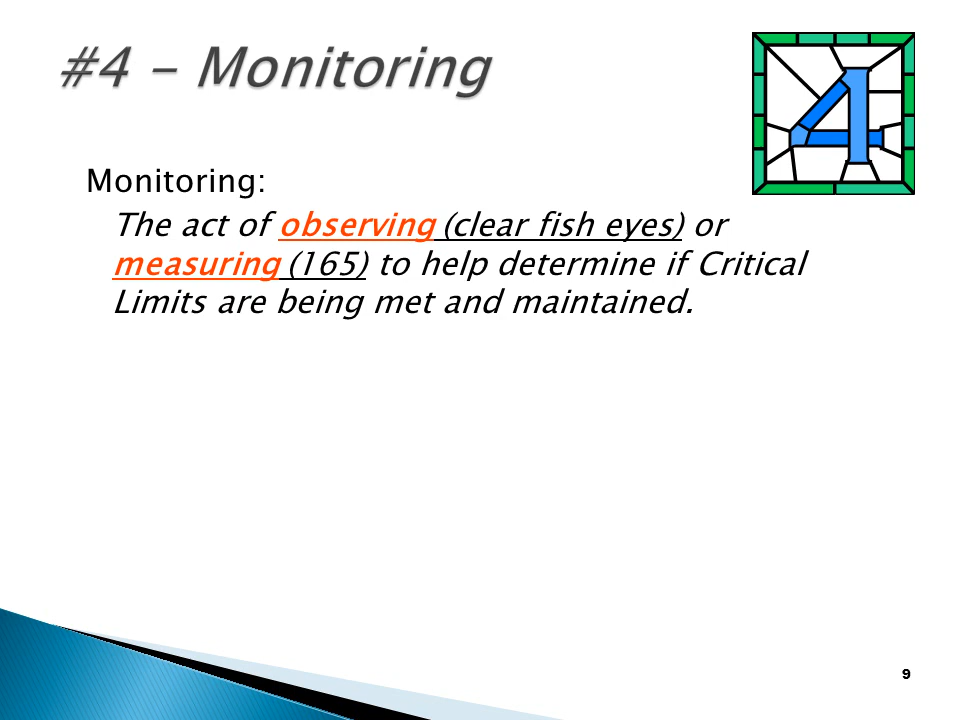 #4 - Monitoring
4
Monitoring:
The act of observing (clear fish eyes) or
measuring (165) to help determine if Critical
Limits are being met and maintained.
9